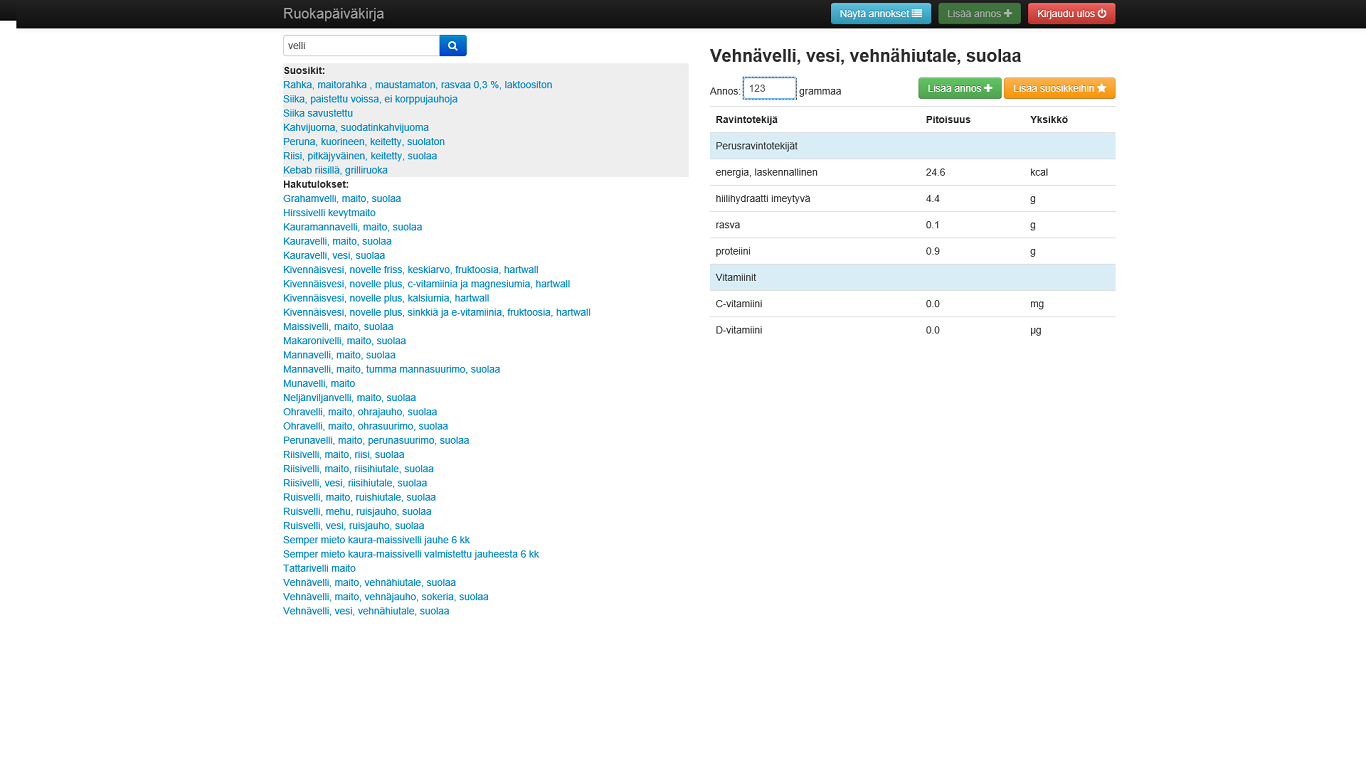 Ruokapäiväkirja
Näytä annokset
Lisää annos
Kirjaudu ulos
velli
Suosikit:
Rahka, maitorahka , maustamaton, rasvaa 0,3 %, laktoositon
Siika, paistettu voissa, ei korppujauhoja
Siika savustettu
Kahvijuoma, suodatinkahvijuoma
Peruna, kuorineen, keitetty, suolaton
Riisi, pitkäjyväinen, keitetty, suolaa
Kebab riisillä, grilliruoka
Hakutulokset:
Grahamvelli, maito, suolaa
Hirssivelli kevytmaito
Kauramannavelli, maito, suolaa
Kauravelli, maito, suolaa
Kauravelli, vesi, suolaa
Kivennäisvesi, novelle friss, keskiarvo, fruktoosia, hartwall
Kivennäisvesi, novelle plus, c-vitamiinia ja magnesiumia, hartwall
Kivennäisvesi, novelle plus, kalsiumia, hartwall
Kivennäisvesi, novelle plus, sinkkiä ja e-vitamiinia, fruktoosia, hartwall
Maissivelli, maito, suolaa
Makaronivelli, maito, suolaa
Mannavelli, maito, suolaa
Mannavelli, maito, tumma mannasuurimo, suolaa
Munavelli, maito
Neljänviljanvelli, maito, suolaa
Ohravelli, maito, ohrajauho, suolaa
Ohravelli, maito, ohrasuurimo, suolaa
Perunavelli, maito, perunasuurimo, suolaa
Riisivelli, maito, riisi, suolaa
Riisivelli, maito, riisihiutale, suolaa
Riisivelli, vesi, riisihiutale, suolaa
Ruisvelli, maito, ruishiutale, suolaa
Ruisvelli, mehu, ruisjauho, suolaa
Ruisvelli, vesi, ruisjauho, suolaa
Semper mieto kaura-maissivelli jauhe 6 kk
Semper mieto kaura-maissivelli valmistettu jauheesta 6 kk
Tattarivelli maito
Vehnävelli, maito, vehnähiutale, suolaa
Vehnävelli, maito, vehnäjauho, sokeria, suolaa
Vehnävelli, vesi, vehnähiutale, suolaa
Vehnävelli, vesi, vehnähiutale, suolaa
Annos: 123 grammaa
Lisää annos
Lisää suosikkeihin
Ravintotekijä Pitoisuus Yksikkö
Perusravintotekijät
energia, laskennallinen 24.6 kcal
hiilihydraatti imeytyvä 4.4 g
rasva 0.1 g
proteiini 0.9 g
Vitamiinit
C-vitamiini 0.0 mg
D-vitamiini 0.0 µg